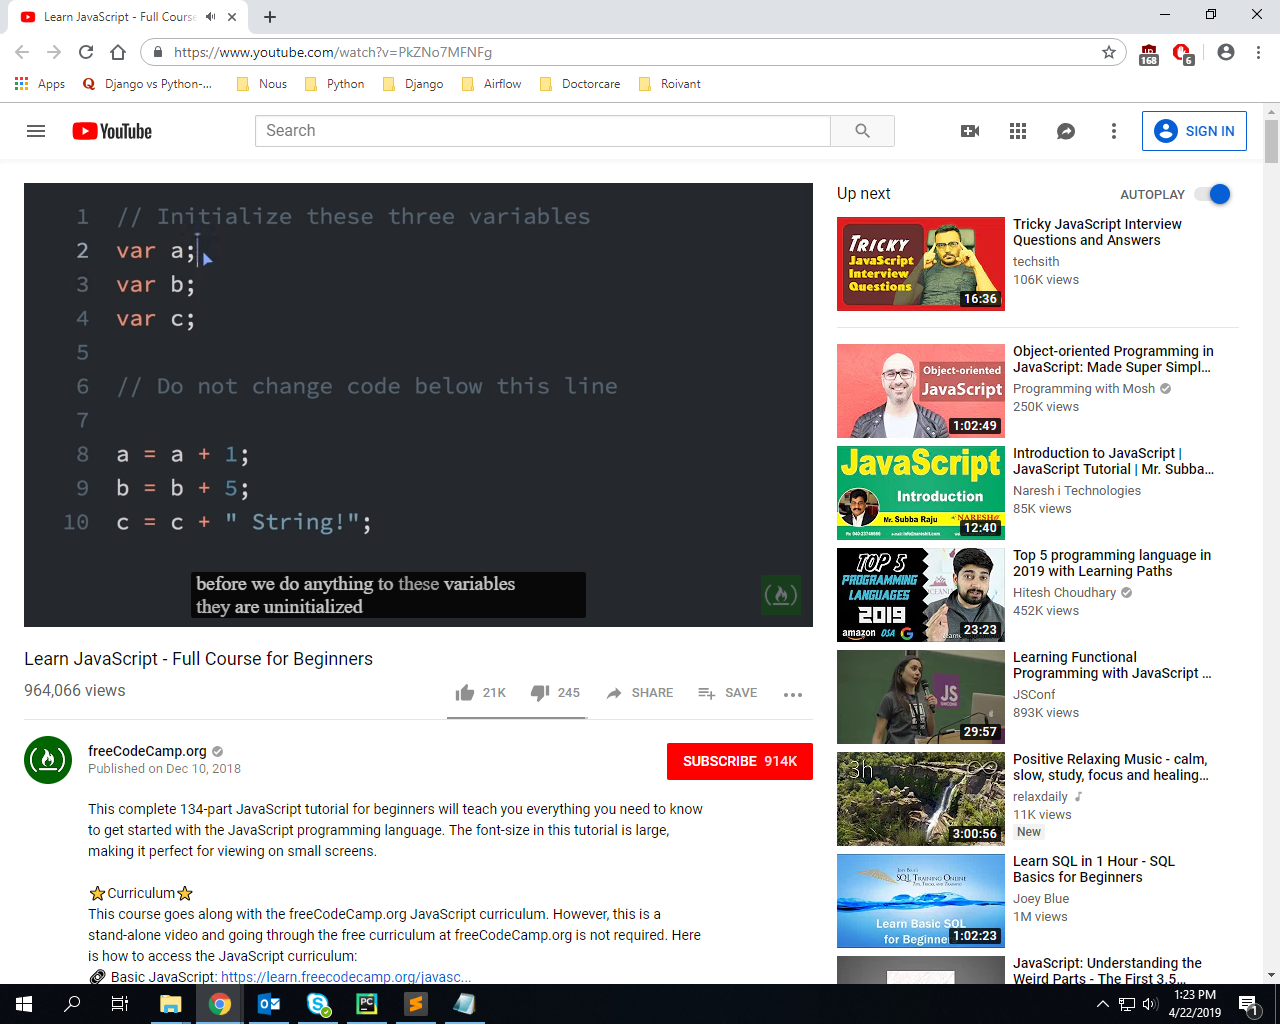 Learn JavaScript - Full Course
https://www.youtube.com/watch?v=PkZNo7MFNFg
168
6
Apps
Django vs Python-...
Nous
Python
Django
Airflow
Doctorcare
Roivant
YouTube
Search
SIGN IN
1 // Initialize these three variables
2 var a;
3 var b;
4 var c;
5
6 // Do not change code below this line
7
8 a = a + 1;
9 b = b + 5;
10 c = c + " String!";
before we do anything to these variables
they are uninitialized
Learn JavaScript - Full Course for Beginners
964,066 views
21K
245
SHARE
SAVE
freeCodeCamp.org
Published on Dec 10, 2018
SUBSCRIBE 914K
This complete 134-part JavaScript tutorial for beginners will teach you everything you need to know
to get started with the JavaScript programming language. The font-size in this tutorial is large,
making it perfect for viewing on small screens.
⭐Curriculum⭐
This course goes along with the freeCodeCamp.org JavaScript curriculum. However, this is a
stand-alone video and going through the free curriculum at freeCodeCamp.org is not required. Here
is how to access the JavaScript curriculum:
🔗 Basic JavaScript: https://learn.freecodecamp.org/javasc...
Up next
AUTOPLAY
TRICKY
JavaScript
Interview
Questions
16:36
Tricky JavaScript Interview
Questions and Answers
techsith
106K views
Object-oriented
JavaScript
1:02:49
Object-oriented Programming in
JavaScript: Made Super Simpl...
Programming with Mosh
250K views
JavaScript
Introduction
Mr. Subba Raju
NARESH
12:40
Introduction to JavaScript |
JavaScript Tutorial | Mr. Subba...
Naresh i Technologies
85K views
TOP 5
PROGRAMMING
LANGUAGES
2019
amazon
23:23
Top 5 programming language in
2019 with Learning Paths
Hitesh Choudhary
452K views
JS
29:57
Learning Functional
Programming with JavaScript ...
JSConf
893K views
3h
3:00:56
Positive Relaxing Music - calm,
slow, study, focus and healing...
relaxdaily
11K views
New
SQL TRAINING ONLINE
Learn Basic SQL
for Beginne
1:02:23
Learn SQL in 1 Hour - SQL
Basics for Beginners
Joey Blue
1M views
JavaScript: Understanding the
Weird Parts - The First 3.5
1:23 PM
4/22/2019
1